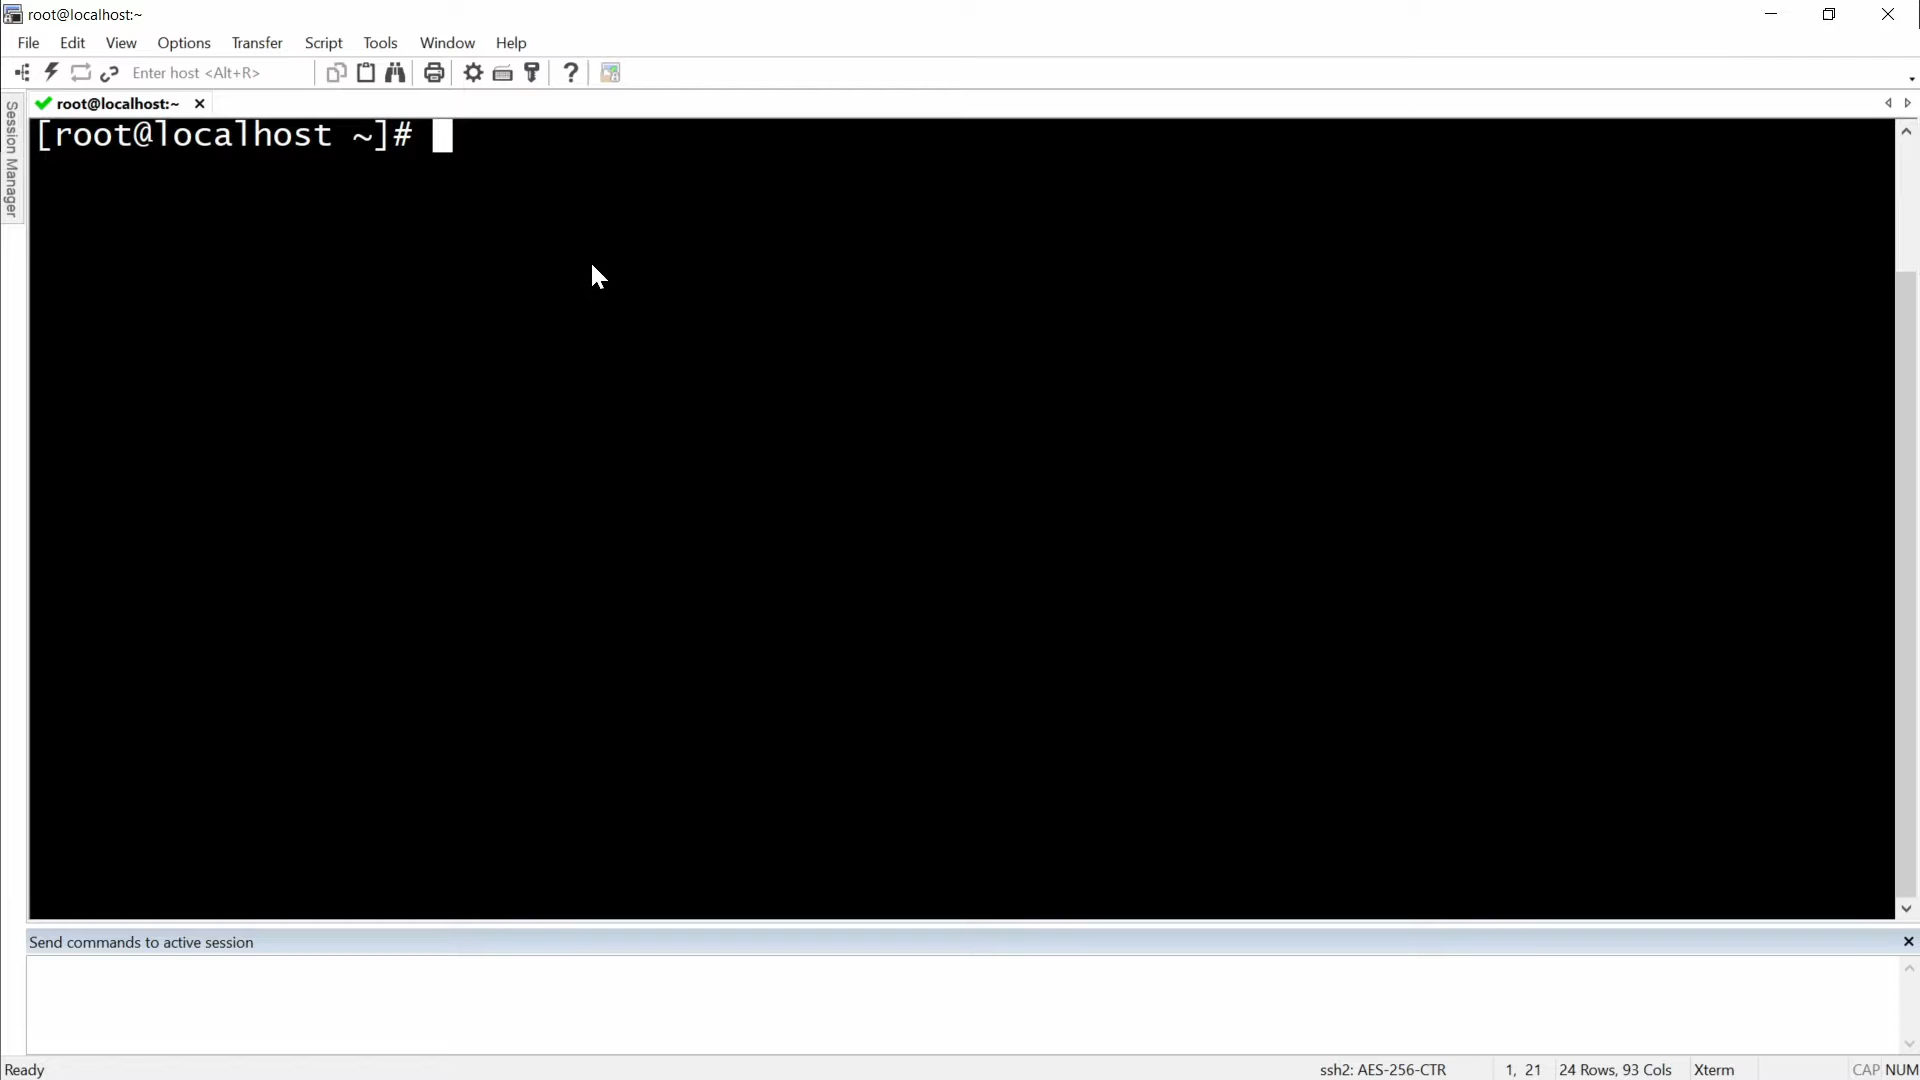 root@localhost:~
File Edit View Options Transfer Script Tools Window Help
Enter host <Alt+R>
root@localhost:~
Session Manager
[root@localhost ~]#
Send commands to active session
Ready ssh2: AES-256-CTR 1, 21 24 Rows, 93 Cols Xterm CAP NUM